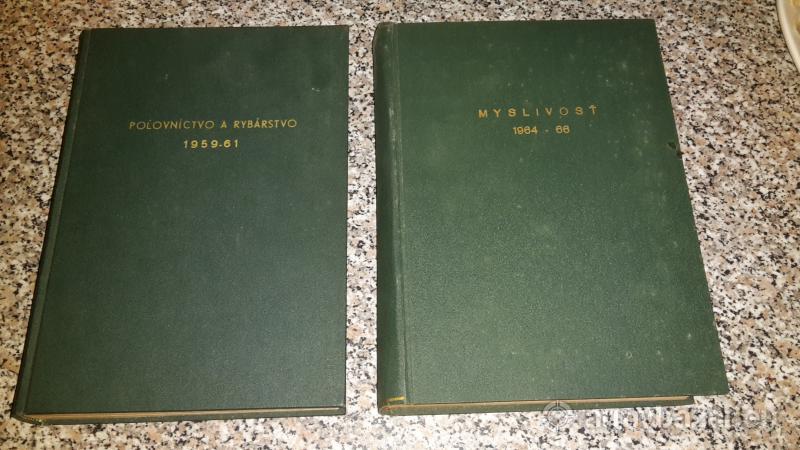 POĽOVNÍCTVO A RYBÁRSTVO
1959-61
MYSLIVOSŤ
1964 - 66